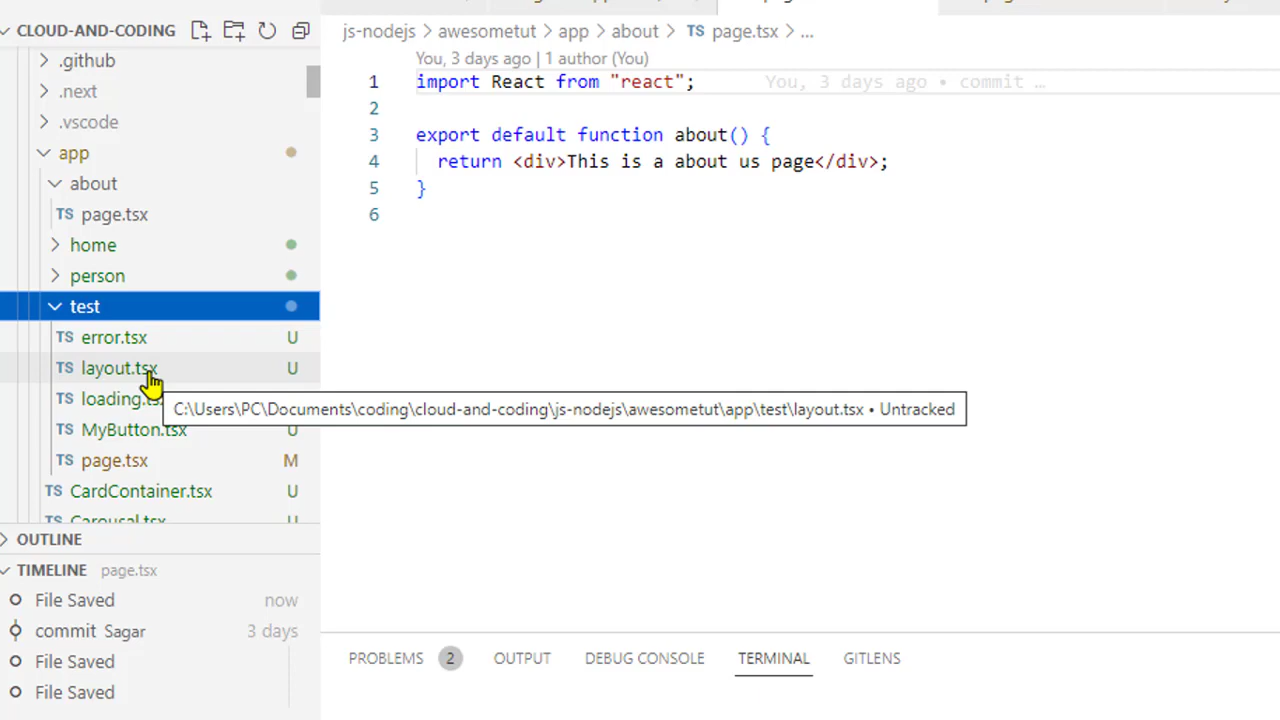 CLOUD-AND-CODING
.github
.next
.vscode
app
about
TS page.tsx
home
person
test
TS error.tsx U
TS layout.tsx U
TS
C:\Users\PC\Documents\coding\cloud-and-coding\js-nodejs\awesometut\app\test\layout.tsx • Untracked
TS MyButton.tsx U
TS page.tsx M
TS CardContainer.tsx U
TS Carousal.tsx U
OUTLINE
TIMELINE page.tsx
File Saved now
commit Sagar 3 days
File Saved
File Saved
js-nodejs > awesometut > app > about > TS page.tsx > ...
You, 3 days ago | 1 author (You)
1 import React from "react"; You, 3 days ago • commit …
2
3 export default function about() {
4 return <div>This is a about us page</div>;
5 }
6
PROBLEMS 2 OUTPUT DEBUG CONSOLE TERMINAL GITLENS